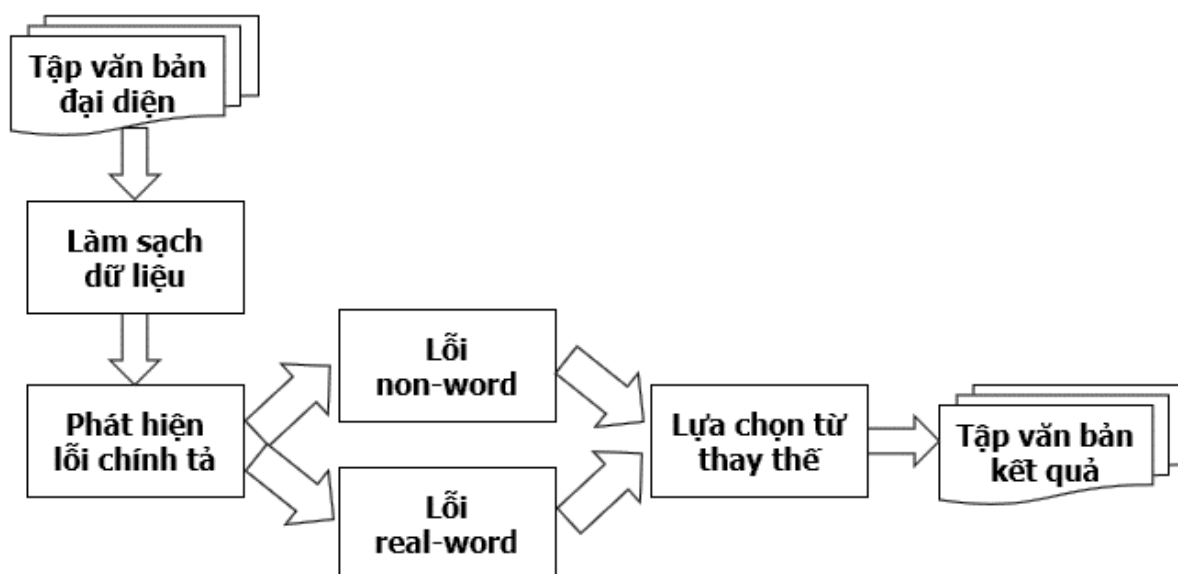 Tập văn bản
đại diện
Làm sạch
dữ liệu
Phát hiện
lỗi chính tả
Lỗi
non-word
Lỗi
real-word
Lựa chọn từ
thay thế
Tập văn bản
kết quả